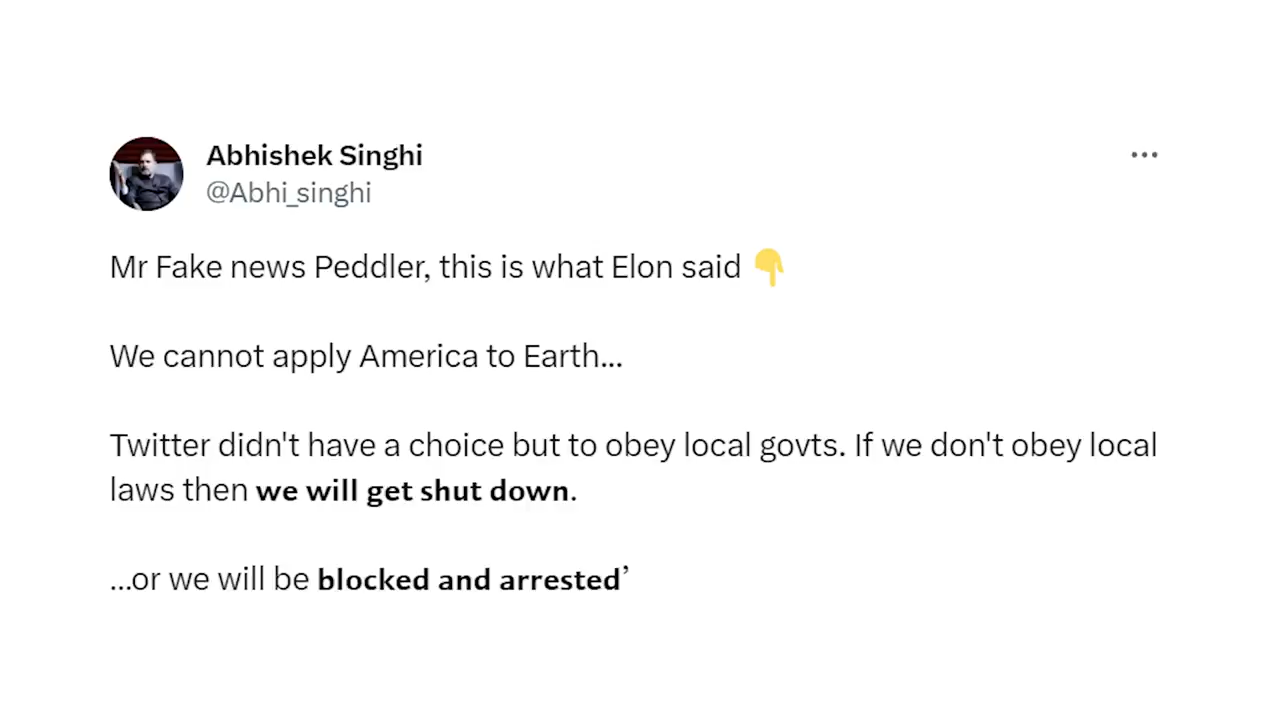 Abhishek Singhi
@Abhi_singhi
Mr Fake news Peddler, this is what Elon said 👇
We cannot apply America to Earth...
Twitter didn't have a choice but to obey local govts. If we don't obey local
laws then we will get shut down.
...or we will be blocked and arrested’